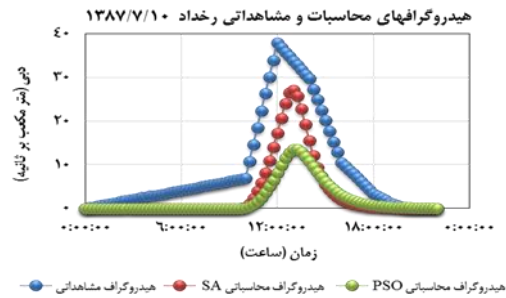 هیدروگرافهای محاسبات و مشاهداتی رخداد ۱۳۸۷/۷/۱۰
دبی (متر مکعب بر ثانیه)
۴۰
۳۰
۲۰
۱۰
۰
۰:۰۰:۰۰ ۶:۰۰:۰۰ ۱۲:۰۰:۰۰ ۱۸:۰۰:۰۰ ۰:۰۰:۰۰
زمان (ساعت)
هیدروگراف مشاهداتی هیدروگراف محاسباتی SA هیدروگراف محاسباتی PSO